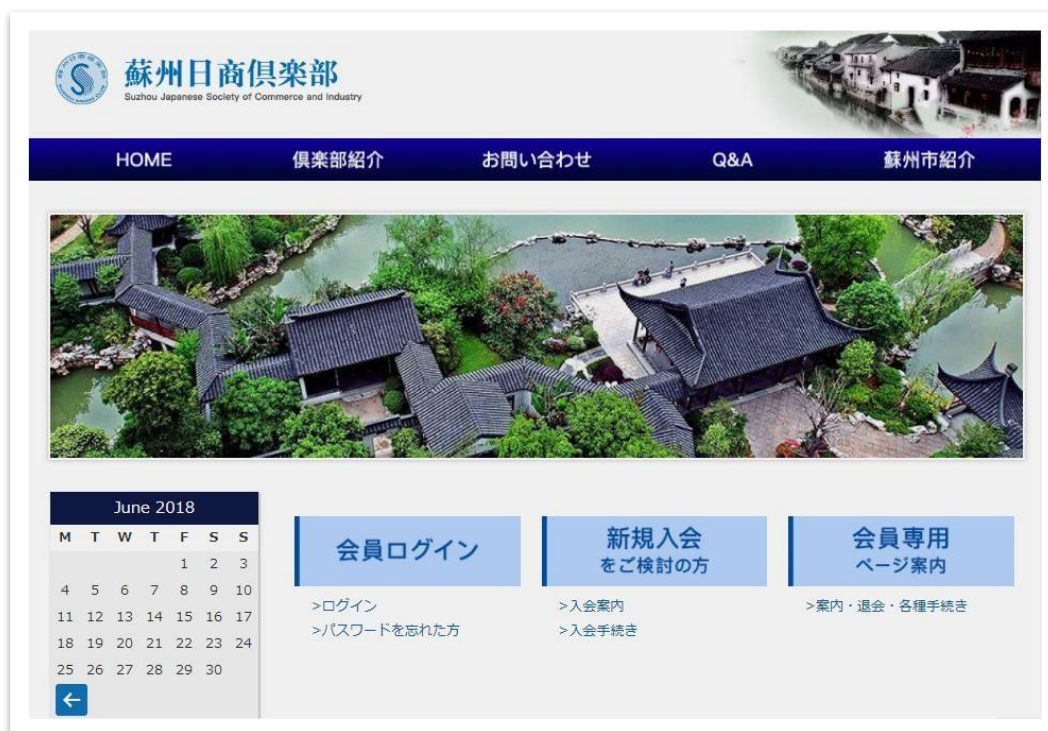 蘇州日商倶楽部
Suzhou Japanese Society of Commerce and Industry
HOME 倶楽部紹介 お問い合わせ Q&A 蘇州市紹介
June 2018
M T W T F S S
1 2 3
4 5 6 7 8 9 10
11 12 13 14 15 16 17
18 19 20 21 22 23 24
25 26 27 28 29 30
会員ログイン
>ログイン
>パスワードを忘れた方
新規入会
をご検討の方
>入会案内
>入会手続き
会員専用
ページ案内
>案内・退会・各種手続き